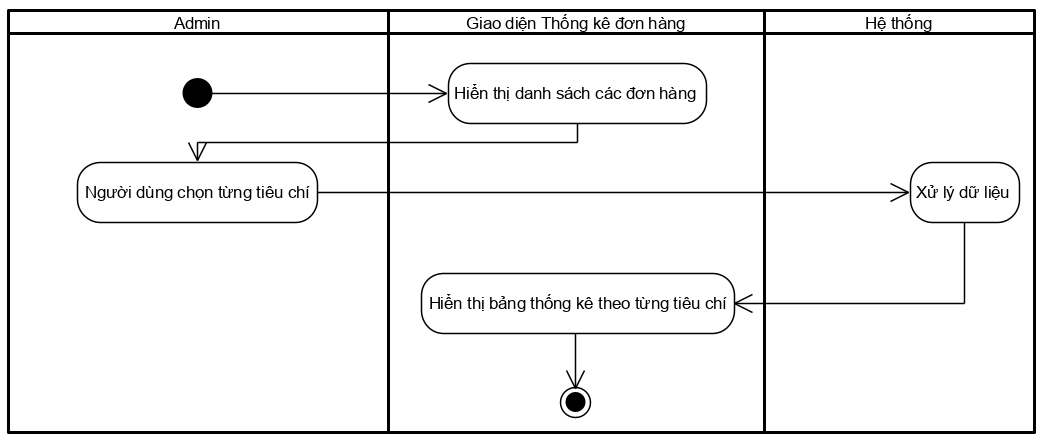 Admin
Giao diện Thống kê đơn hàng
Hệ thống
Hiển thị danh sách các đơn hàng
Người dùng chọn từng tiêu chí
Xử lý dữ liệu
Hiển thị bảng thống kê theo từng tiêu chí